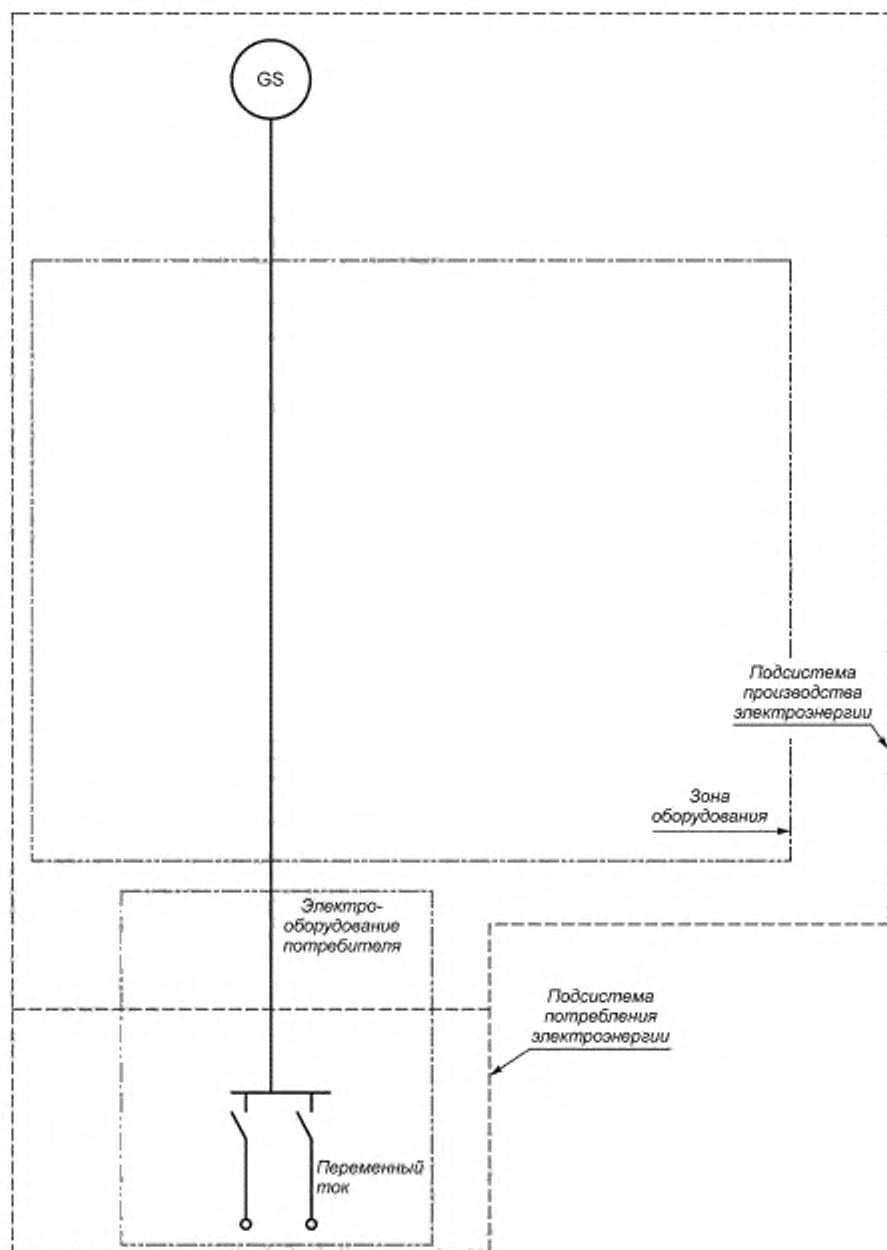 GS
Подсистема
производства
электроэнергии
Зона
оборудования
Электро-
оборудование
потребителя
Подсистема
потребления
электроэнергии
Переменный
ток